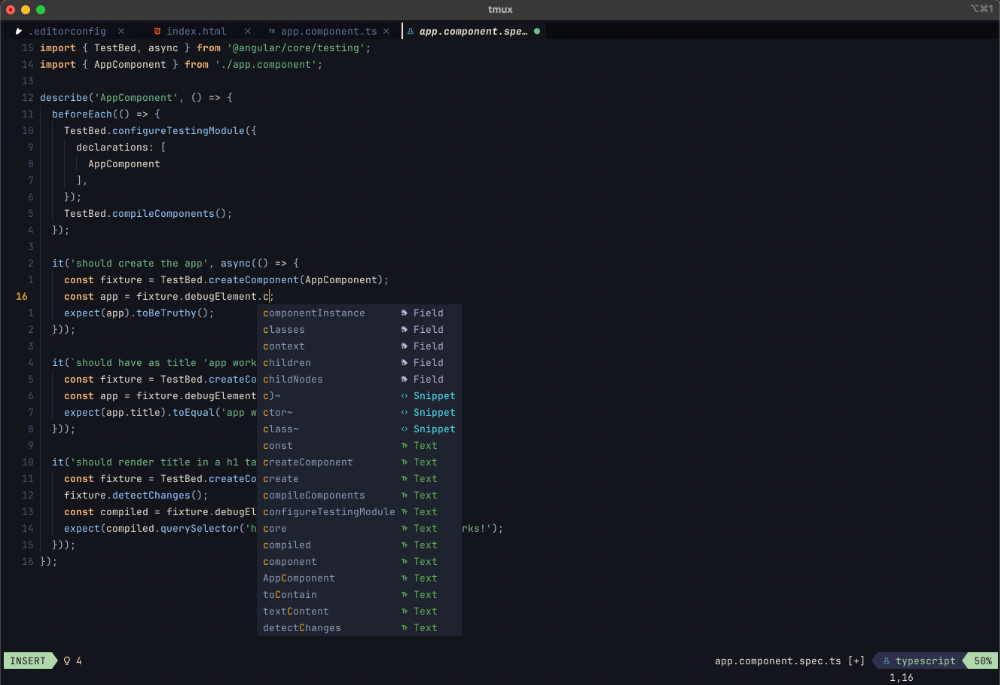 tmux
⌥⌘1
.editorconfig × index.html × app.component.ts × app.component.spe… ●
15 import { TestBed, async } from '@angular/core/testing';
14 import { AppComponent } from './app.component';
13
12 describe('AppComponent', () => {
11 beforeEach(() => {
10 TestBed.configureTestingModule({
9 declarations: [
8 AppComponent
7 ],
6 });
5 TestBed.compileComponents();
4 });
3
2 it('should create the app', async(() => {
1 const fixture = TestBed.createComponent(AppComponent);
16 const app = fixture.debugElement.c;
1 expect(app).toBeTruthy(); componentInstance Field
2 })); classes Field
3 context Field
4 it(`should have as title 'app work children Field
5 const fixture = TestBed.createCo childNodes Field
6 const app = fixture.debugElement c)~ Snippet
7 expect(app.title).toEqual('app w ctor~ Snippet
8 })); class~ Snippet
9 const Text
10 it('should render title in a h1 ta createComponent Text
11 const fixture = TestBed.createCo create Text
12 fixture.detectChanges(); compileComponents Text
13 const compiled = fixture.debugEl configureTestingModule Text
14 expect(compiled.querySelector('h core Text rks!');
15 })); compiled Text
16 }); component Text
AppComponent Text
toContain Text
textContent Text
detectChanges Text
INSERT 4 app.component.spec.ts [+] typescript 50%
1,16